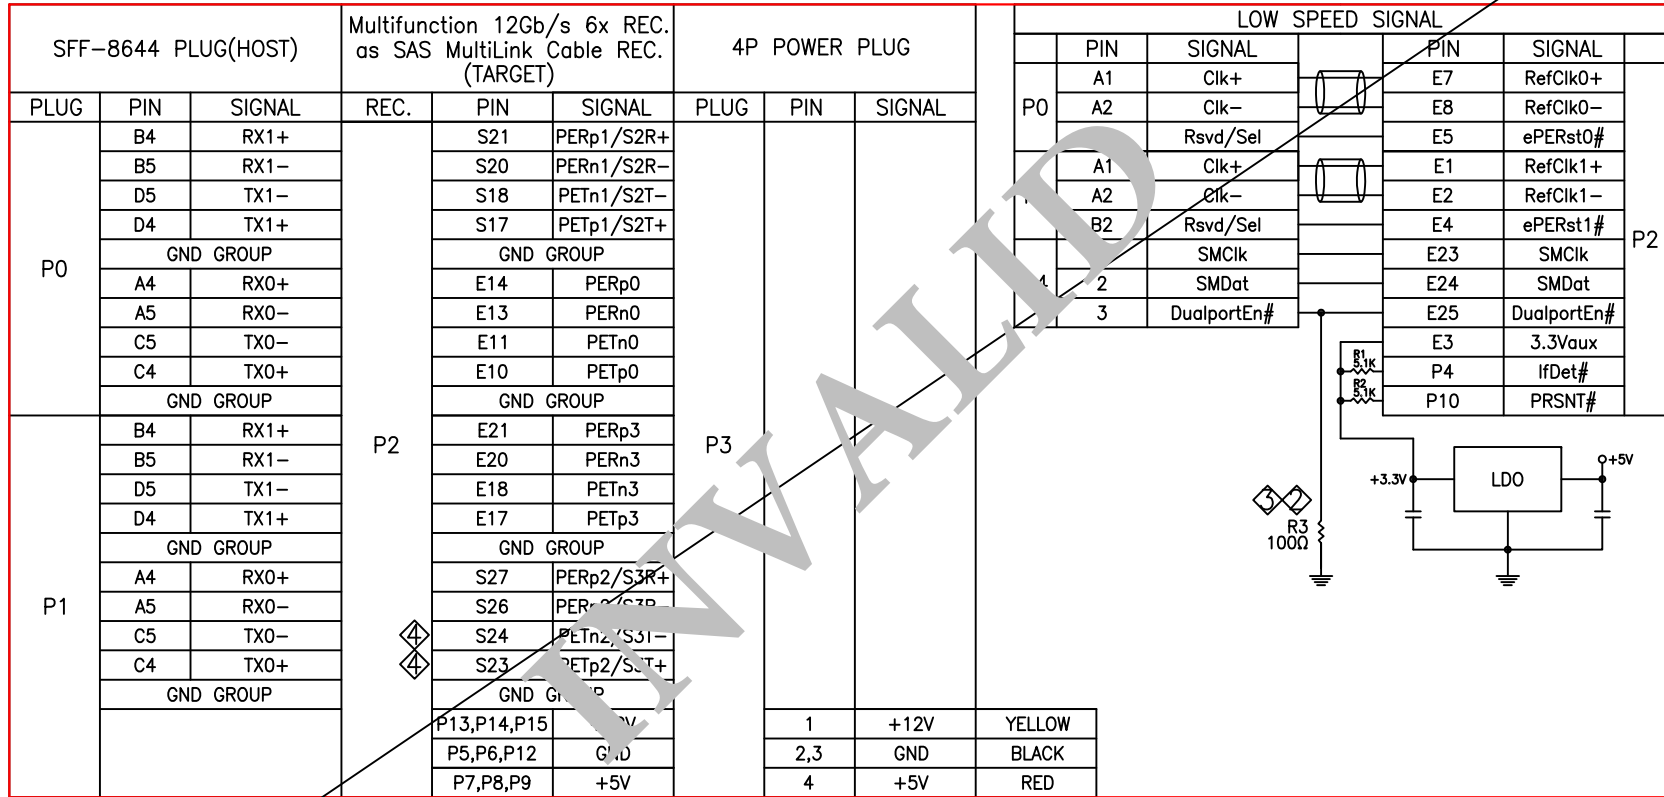 SFF-8644 PLUG(HOST)
Multifunction 12Gb/s 6x REC.
as SAS MultiLink Cable REC.
(TARGET)
4P POWER PLUG
PLUG PIN SIGNAL REC. PIN SIGNAL PLUG PIN SIGNAL
P0
B4 RX1+ S21 PERp1/S2R+
B5 RX1- S20 PERn1/S2R-
D5 TX1- S18 PETn1/S2T-
D4 TX1+ S17 PETp1/S2T+
GND GROUP GND GROUP
A4 RX0+ E14 PERp0
A5 RX0- E13 PERn0
C5 TX0- E11 PETn0
C4 TX0+ E10 PETp0
GND GROUP GND GROUP
P1
P2
P3
B4 RX1+ E21 PERp3
B5 RX1- E20 PERn3
D5 TX1- E18 PETn3
D4 TX1+ E17 PETp3
GND GROUP GND GROUP
A4 RX0+ S27 PERp2/S3R+
A5 RX0- S26
C5 TX0- 4 S24 PETn2/S3T-
C4 TX0+ 4 S23 PETp2/S3T+
GND GROUP GND
P13,P14,P15 1 +12V YELLOW
P5,P6,P12 GND 2,3 GND BLACK
P7,P8,P9 +5V 4 +5V RED
LOW SPEED SIGNAL
PIN SIGNAL PIN SIGNAL
P0
P2
A1 Clk+ E7 RefClk0+
A2 Clk- E8 RefClk0-
Rsvd/Sel E5 ePERst0#
A1 Clk+ E1 RefClk1+
A2 Clk- E2 RefClk1-
B2 Rsvd/Sel E4 ePERst1#
SMClk E23 SMClk
2 SMDat E24 SMDat
3 DualportEn# E25 DualportEn#
E3 3.3Vaux
R1
5.1K
P4 IfDet#
R2
5.1K
P10 PRSNT#
+3.3V LDO +5V
3 2
R3
100Ω
INVALID